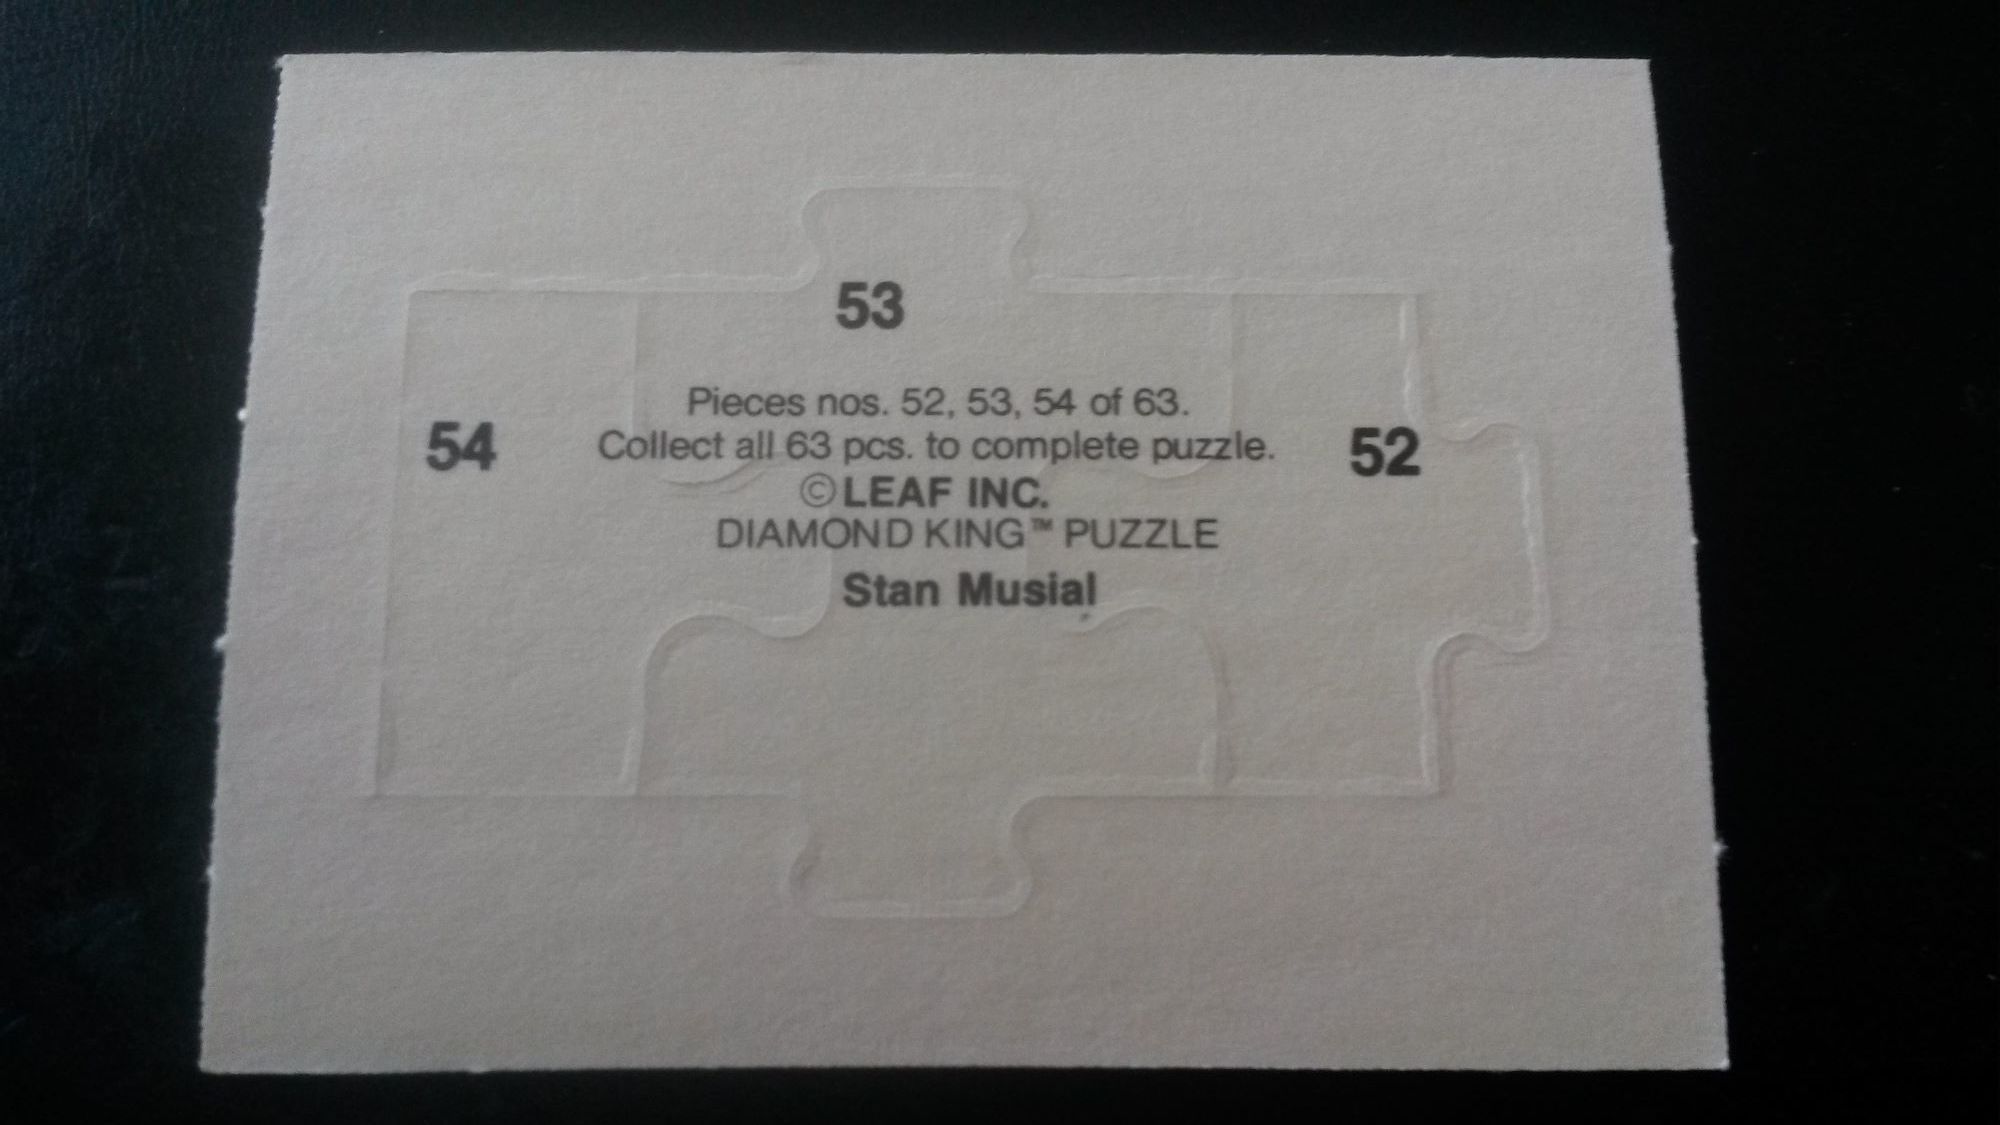 53
54
52
Pieces nos. 52, 53, 54 of 63.
Collect all 63 pcs. to complete puzzle.
© LEAF INC.
DIAMOND KING™ PUZZLE
Stan Musial